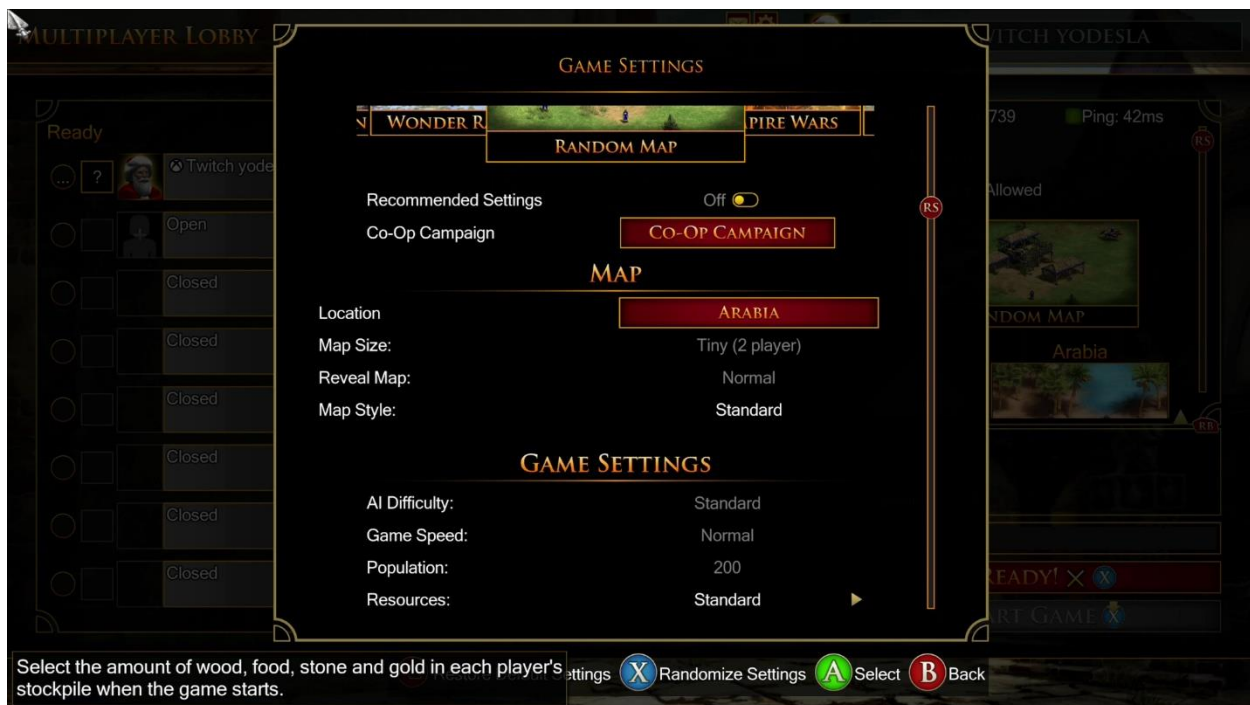 MULTIPLAYER LOBBY
TWITCH YODESLA
GAME SETTINGS
WONDER R
PIRE WARS
RANDOM MAP
739
Ping: 42ms
RS
Ready
...
?
Twitch yode
Recommended Settings
Off
RS
Allowed
Open
Co-Op Campaign
CO-OP CAMPAIGN
MAP
Closed
Location
ARABIA
NDOM MAP
Closed
Map Size:
Tiny (2 player)
Arabia
Reveal Map:
Normal
Closed
Map Style:
Standard
RB
Closed
GAME SETTINGS
AI Difficulty:
Standard
Closed
Game Speed:
Normal
Population:
200
Closed
READY!
X
Resources:
Standard
RT GAME
X
Select the amount of wood, food, stone and gold in each player's
stockpile when the game starts.
ettings
X
Randomize Settings
A
Select
B
Back